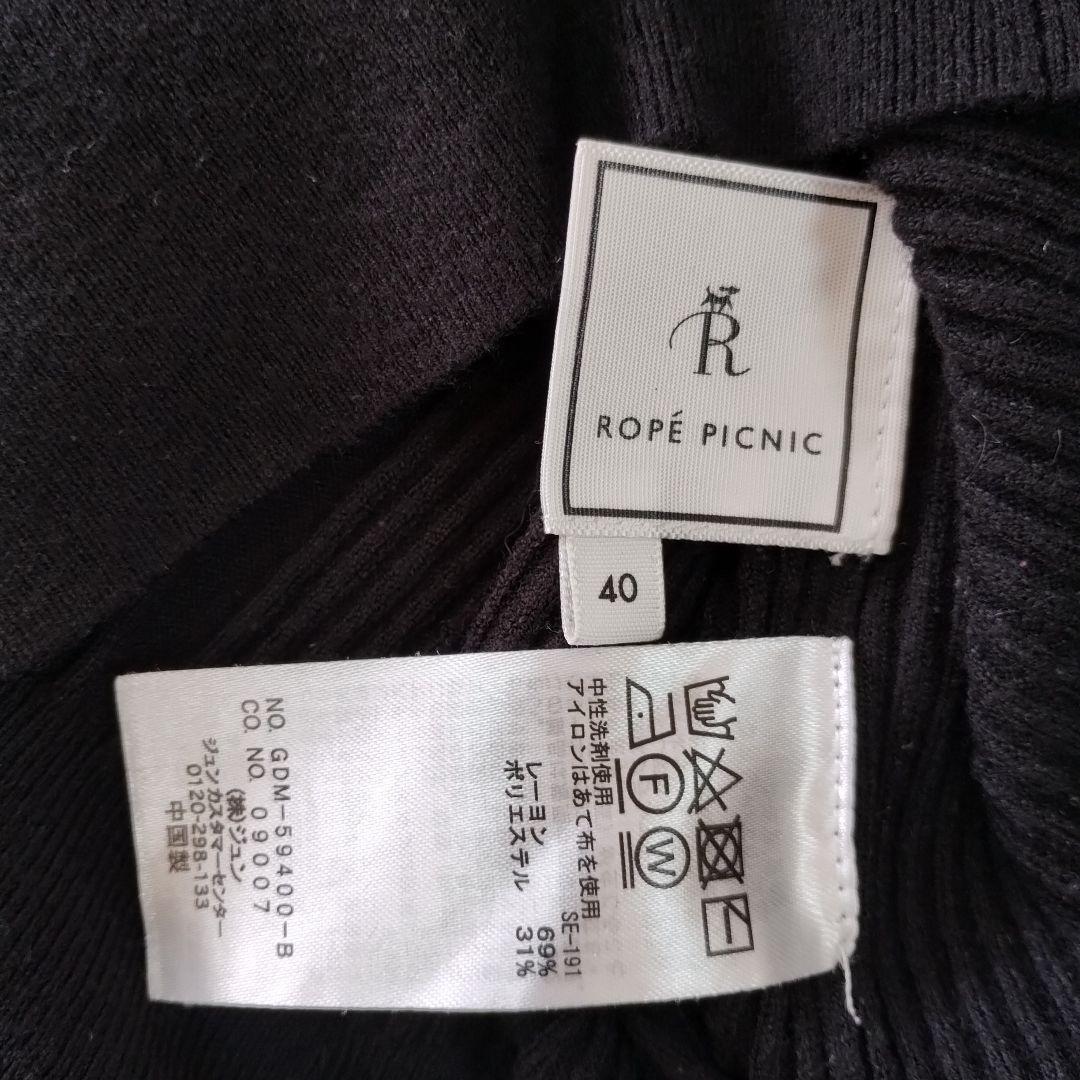 R
ROPÉ PICNIC
40
F
W
中性洗剤使用
アイロンはあて布を使用
SE-191
レーヨン 69%
ポリエステル 31%
NO. GDM-59400-B
CO. NO. 09007
(株)ジュン
ジュンカスタマーセンター
0120-298-133
中国製